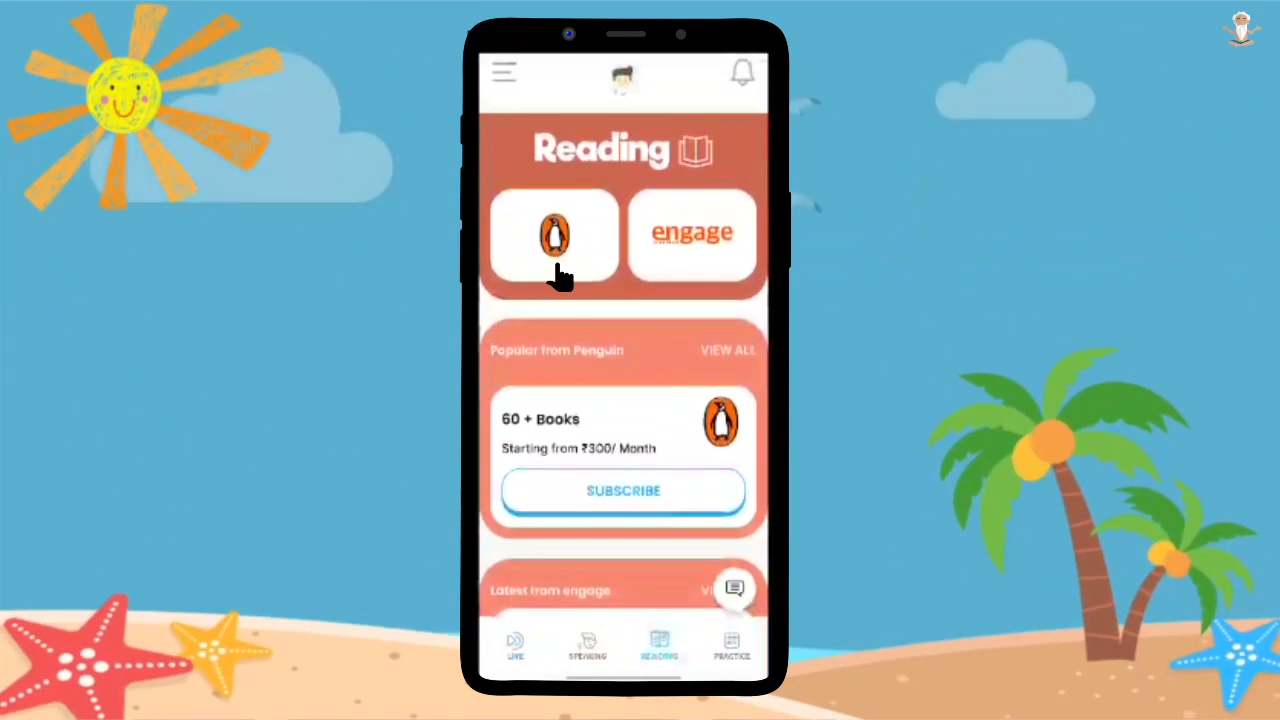 Reading
engage
Popular from Penguin
VIEW ALL
60 + Books
Starting from ₹300/ Month
SUBSCRIBE
Latest from engage
VI
LIVE
SPEAKING
READING
PRACTICE